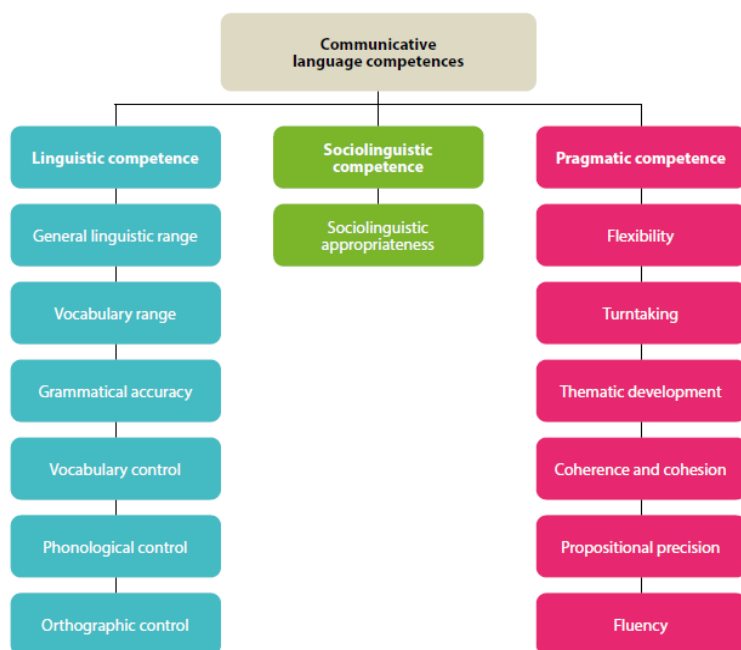 Communicative
language competences
Linguistic competence
General linguistic range
Vocabulary range
Grammatical accuracy
Vocabulary control
Phonological control
Orthographic control
Sociolinguistic
competence
Sociolinguistic
appropriateness
Pragmatic competence
Flexibility
Turntaking
Thematic development
Coherence and cohesion
Propositional precision
Fluency